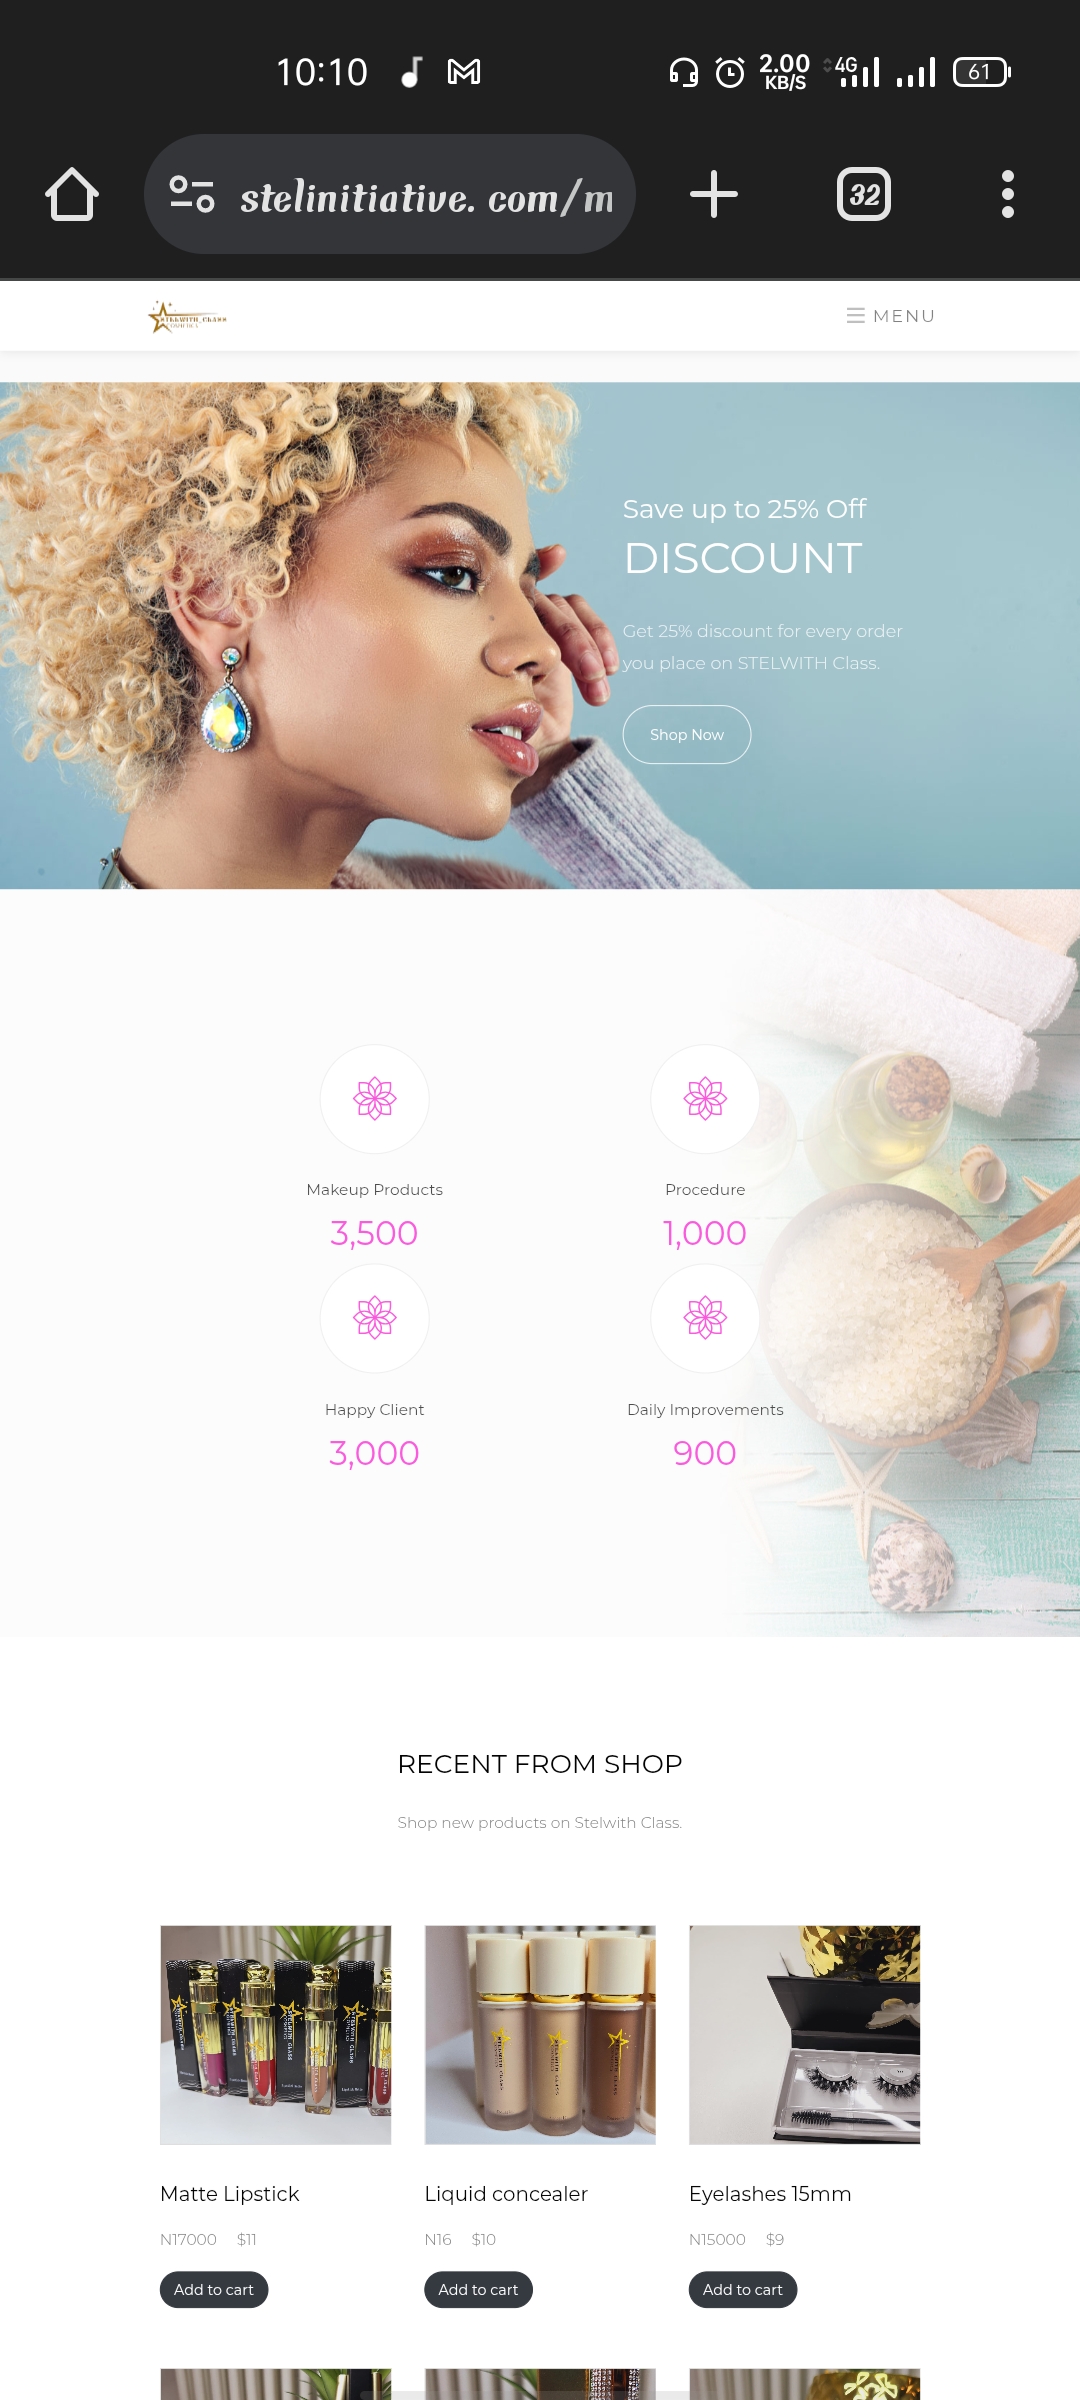 10:10
2.00
KB/S
4G
61
stelinitiative.com/m
32
STELWITH CLASS
MENU
Save up to 25% Off
DISCOUNT
Get 25% discount for every order
you place on STELWITH Class.
Shop Now
Makeup Products
3,500
Procedure
1,000
Happy Client
3,000
Daily Improvements
900
RECENT FROM SHOP
Shop new products on Stelwith Class.
Matte Lipstick
N17000 $11
Add to cart
Liquid concealer
N16 $10
Add to cart
Eyelashes 15mm
N15000 $9
Add to cart